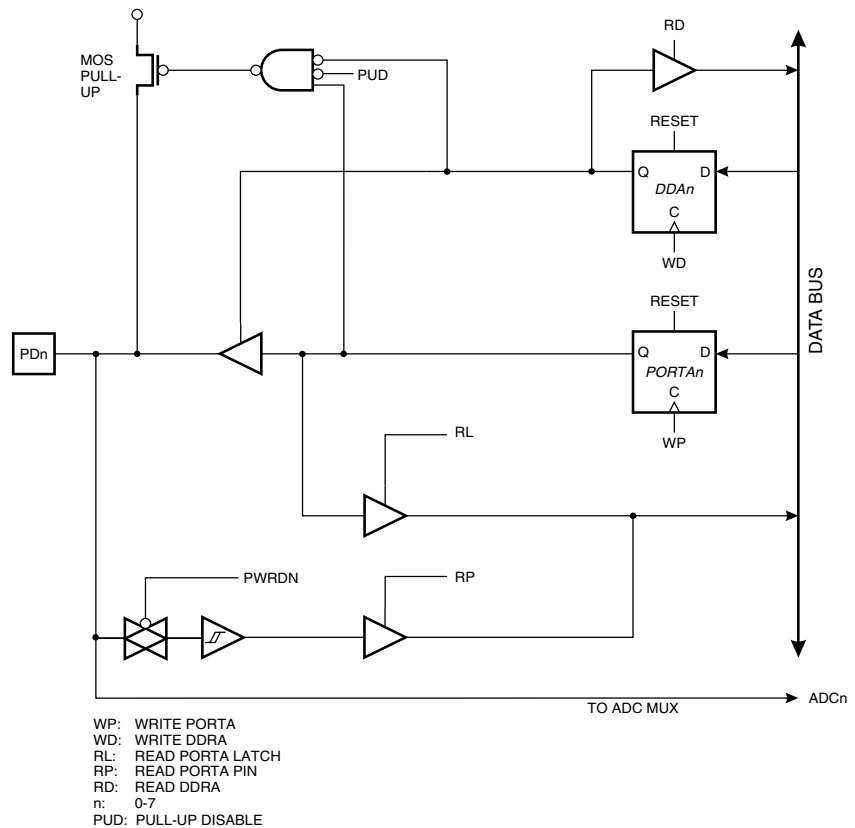 RD
MOS
PULL-
UP
PUD
RESET
Q D
DDAn
C
WD
DATA BUS
RESET
PDn
Q D
PORTAn
C
WP
RL
PWRDN
RP
TO ADC MUX
ADCn
WP: WRITE PORTA
WD: WRITE DDRA
RL: READ PORTA LATCH
RP: READ PORTA PIN
RD: READ DDRA
n: 0-7
PUD: PULL-UP DISABLE